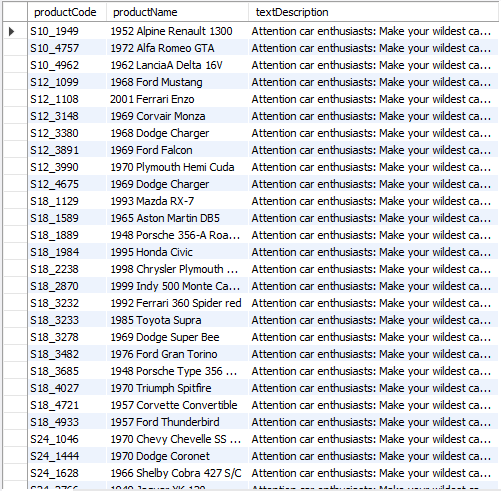 productCode productName textDescription
S10_1949 1952 Alpine Renault 1300 Attention car enthusiasts: Make your wildest ca...
S10_4757 1972 Alfa Romeo GTA Attention car enthusiasts: Make your wildest ca...
S10_4962 1962 LanciaA Delta 16V Attention car enthusiasts: Make your wildest ca...
S12_1099 1968 Ford Mustang Attention car enthusiasts: Make your wildest ca...
S12_1108 2001 Ferrari Enzo Attention car enthusiasts: Make your wildest ca...
S12_3148 1969 Corvair Monza Attention car enthusiasts: Make your wildest ca...
S12_3380 1968 Dodge Charger Attention car enthusiasts: Make your wildest ca...
S12_3891 1969 Ford Falcon Attention car enthusiasts: Make your wildest ca...
S12_3990 1970 Plymouth Hemi Cuda Attention car enthusiasts: Make your wildest ca...
S12_4675 1969 Dodge Charger Attention car enthusiasts: Make your wildest ca...
S18_1129 1993 Mazda RX-7 Attention car enthusiasts: Make your wildest ca...
S18_1589 1965 Aston Martin DB5 Attention car enthusiasts: Make your wildest ca...
S18_1889 1948 Porsche 356-A Roa... Attention car enthusiasts: Make your wildest ca...
S18_1984 1995 Honda Civic Attention car enthusiasts: Make your wildest ca...
S18_2238 1998 Chrysler Plymouth ... Attention car enthusiasts: Make your wildest ca...
S18_2870 1999 Indy 500 Monte Ca... Attention car enthusiasts: Make your wildest ca...
S18_3232 1992 Ferrari 360 Spider red Attention car enthusiasts: Make your wildest ca...
S18_3233 1985 Toyota Supra Attention car enthusiasts: Make your wildest ca...
S18_3278 1969 Dodge Super Bee Attention car enthusiasts: Make your wildest ca...
S18_3482 1976 Ford Gran Torino Attention car enthusiasts: Make your wildest ca...
S18_3685 1948 Porsche Type 356 ... Attention car enthusiasts: Make your wildest ca...
S18_4027 1970 Triumph Spitfire Attention car enthusiasts: Make your wildest ca...
S18_4721 1957 Corvette Convertible Attention car enthusiasts: Make your wildest ca...
S18_4933 1957 Ford Thunderbird Attention car enthusiasts: Make your wildest ca...
S24_1046 1970 Chevy Chevelle SS ... Attention car enthusiasts: Make your wildest ca...
S24_1444 1970 Dodge Coronet Attention car enthusiasts: Make your wildest ca...
S24_1628 1966 Shelby Cobra 427 S/C Attention car enthusiasts: Make your wildest ca...